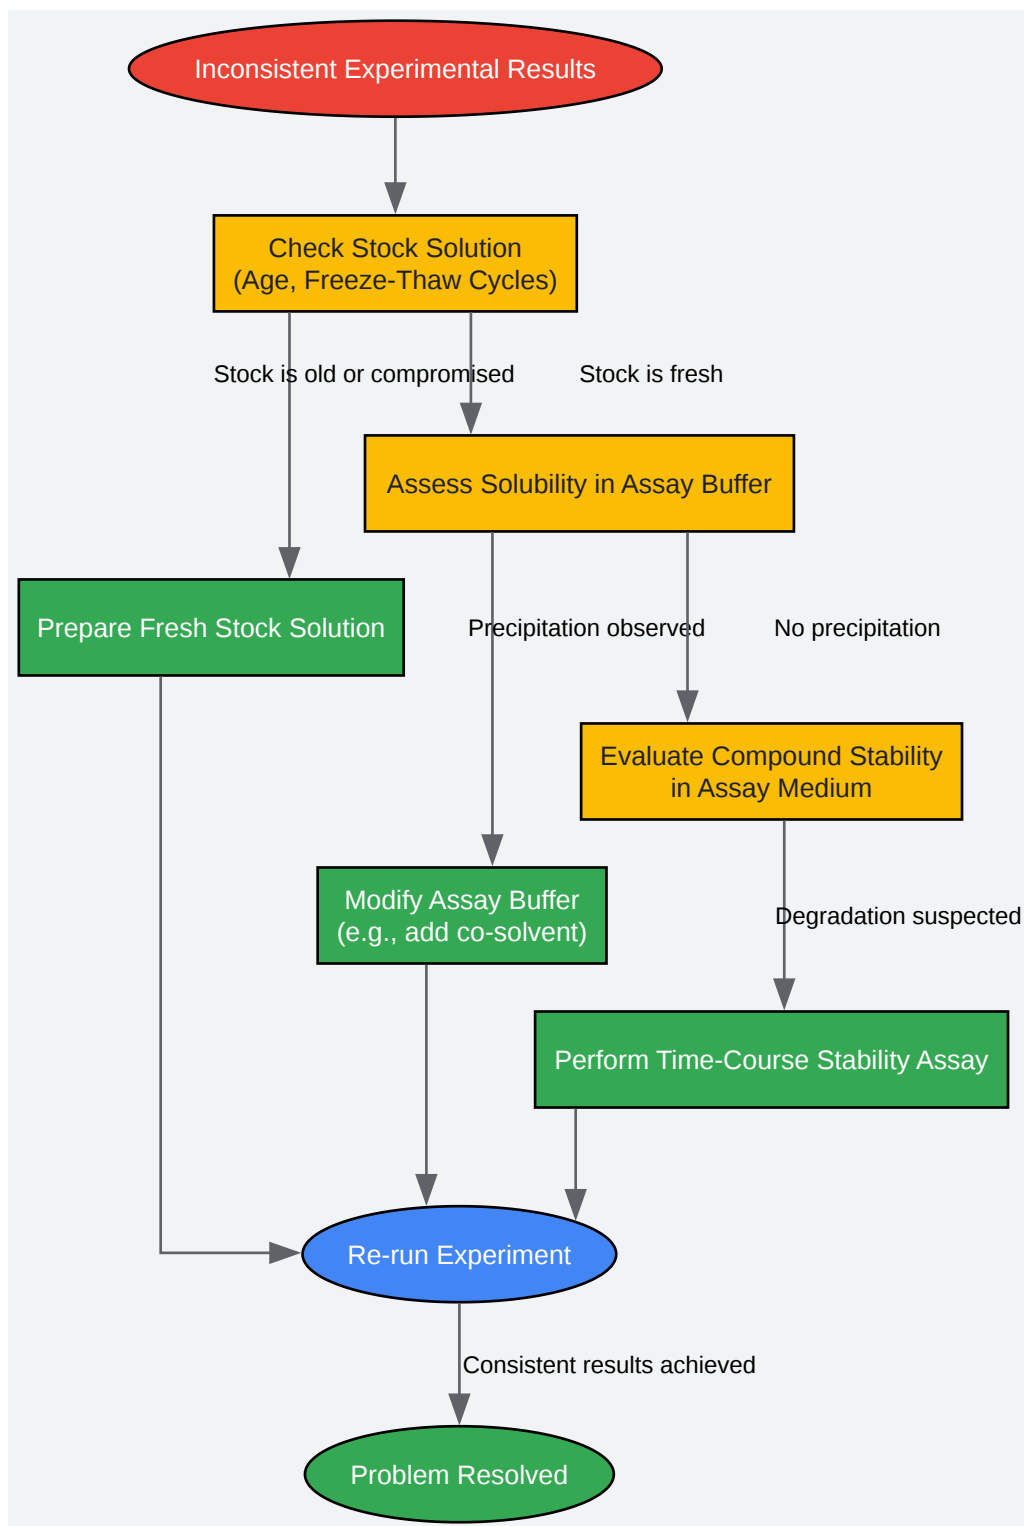 Inconsistent Experimental Results
Check Stock Solution
(Age, Freeze-Thaw Cycles)
Stock is old or compromised
Stock is fresh
Assess Solubility in Assay Buffer
Prepare Fresh Stock Solution
Precipitation observed
No precipitation
Evaluate Compound Stability
in Assay Medium
Modify Assay Buffer
(e.g., add co-solvent)
Degradation suspected
Perform Time-Course Stability Assay
Re-run Experiment
Consistent results achieved
Problem Resolved